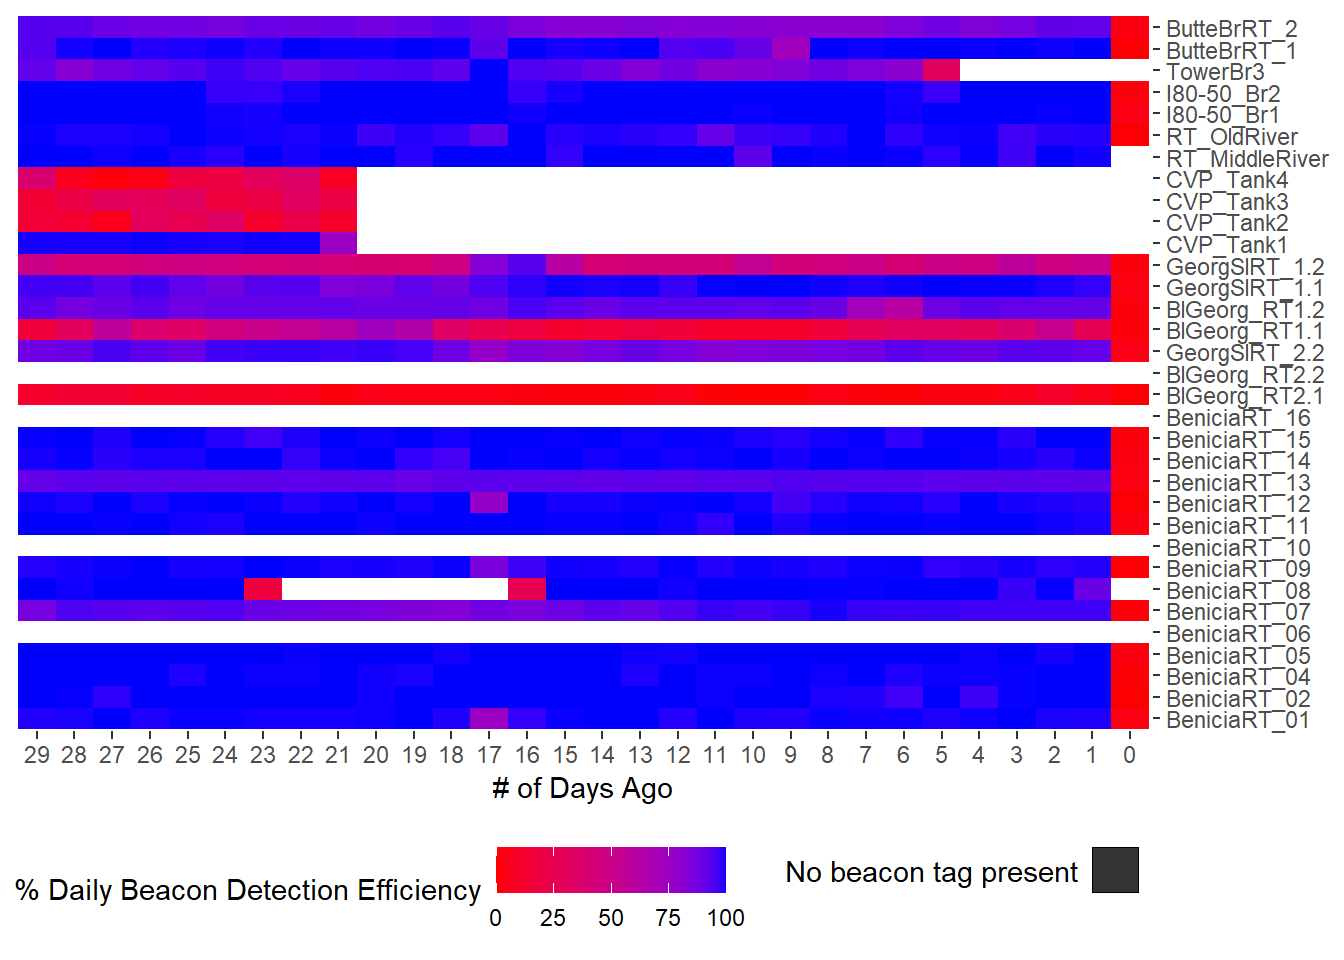 ButteBrRT_2
ButteBrRT_1
TowerBr3
I80-50_Br2
I80-50_Br1
RT_OldRiver
RT_MiddleRiver
CVP_Tank4
CVP_Tank3
CVP_Tank2
CVP_Tank1
GeorgSlRT_1.2
GeorgSlRT_1.1
BlGeorg_RT1.2
BlGeorg_RT1.1
GeorgSlRT_2.2
BlGeorg_RT2.2
BlGeorg_RT2.1
BeniciaRT_16
BeniciaRT_15
BeniciaRT_14
BeniciaRT_13
BeniciaRT_12
BeniciaRT_11
BeniciaRT_10
BeniciaRT_09
BeniciaRT_08
BeniciaRT_07
BeniciaRT_06
BeniciaRT_05
BeniciaRT_04
BeniciaRT_02
BeniciaRT_01
29 28 27 26 25 24 23 22 21 20 19 18 17 16 15 14 13 12 11 10 9 8 7 6 5 4 3 2 1 0
# of Days Ago
% Daily Beacon Detection Efficiency
0 25 50 75 100
No beacon tag present